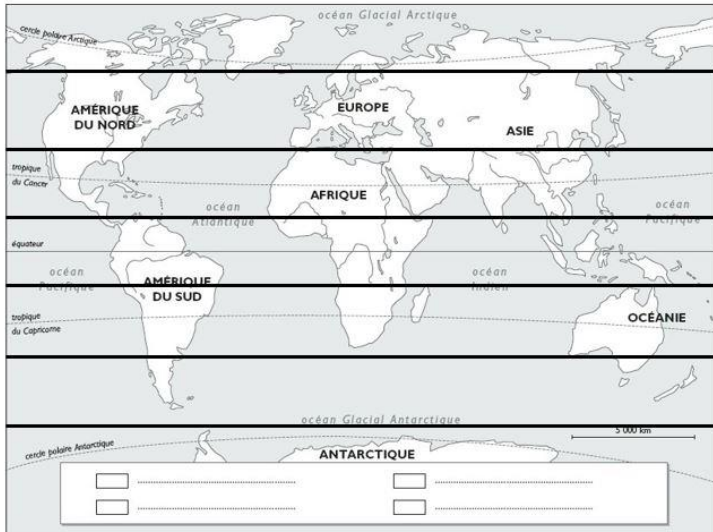 océan Glacial Arctique
cercle polaire Arctique
AMÉRIQUE
DU NORD
EUROPE
ASIE
tropique
du Cancer
AFRIQUE
océan
Atlantique
océan
Pacifique
équateur
océan
Pacifique
AMÉRIQUE
DU SUD
océan
Indien
tropique
du Capricorne
OCÉANIE
océan Glacial Antarctique
5 000 km
cercle polaire Antarctique
ANTARCTIQUE